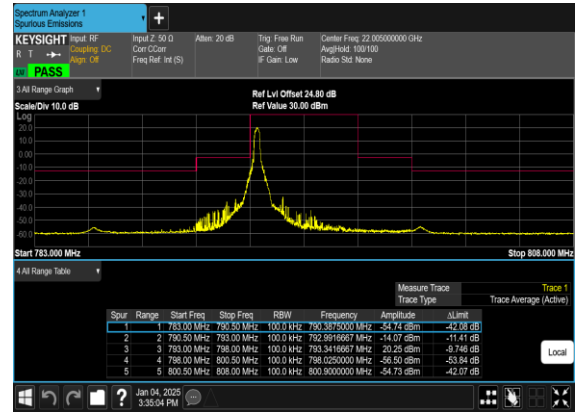 Spectrum Analyzer 1
Spurious Emissions
KEYSIGHT Input: RF Input Z: 50 Ω Atten: 20 dB Trig: Free Run Center Freq: 22.005000000 GHz
R T Coupling: DC Corr CCorr Gate: Off Avg|Hold: 100/100
Align: Off Freq Ref: Int (S) IF Gain: Low Radio Std: None
LXI PASS
3 All Range Graph
Ref Lvl Offset 24.80 dB
Scale/Div 10.0 dB Ref Value 30.00 dBm
Log
20.0
10.0
0.00
-10.0
-20.0
-30.0
-40.0
-50.0
-60.0
Start 783.000 MHz Stop 808.000 MHz
4 All Range Table
Measure Trace Trace 1
Trace Type Trace Average (Active)
Spur Range Start Freq Stop Freq RBW Frequency Amplitude ΔLimit
1 1 783.00 MHz 790.50 MHz 100.0 kHz 790.3875000 MHz -54.74 dBm -42.08 dB
2 2 790.50 MHz 793.00 MHz 100.0 kHz 792.9916667 MHz -14.07 dBm -11.41 dB
3 3 793.00 MHz 798.00 MHz 100.0 kHz 793.3416667 MHz 20.25 dBm -9.746 dB
4 4 798.00 MHz 800.50 MHz 100.0 kHz 798.0250000 MHz -56.50 dBm -53.84 dB
5 5 800.50 MHz 808.00 MHz 100.0 kHz 800.9000000 MHz -54.73 dBm -42.07 dB
Local
Jan 04, 2025
3:35:04 PM